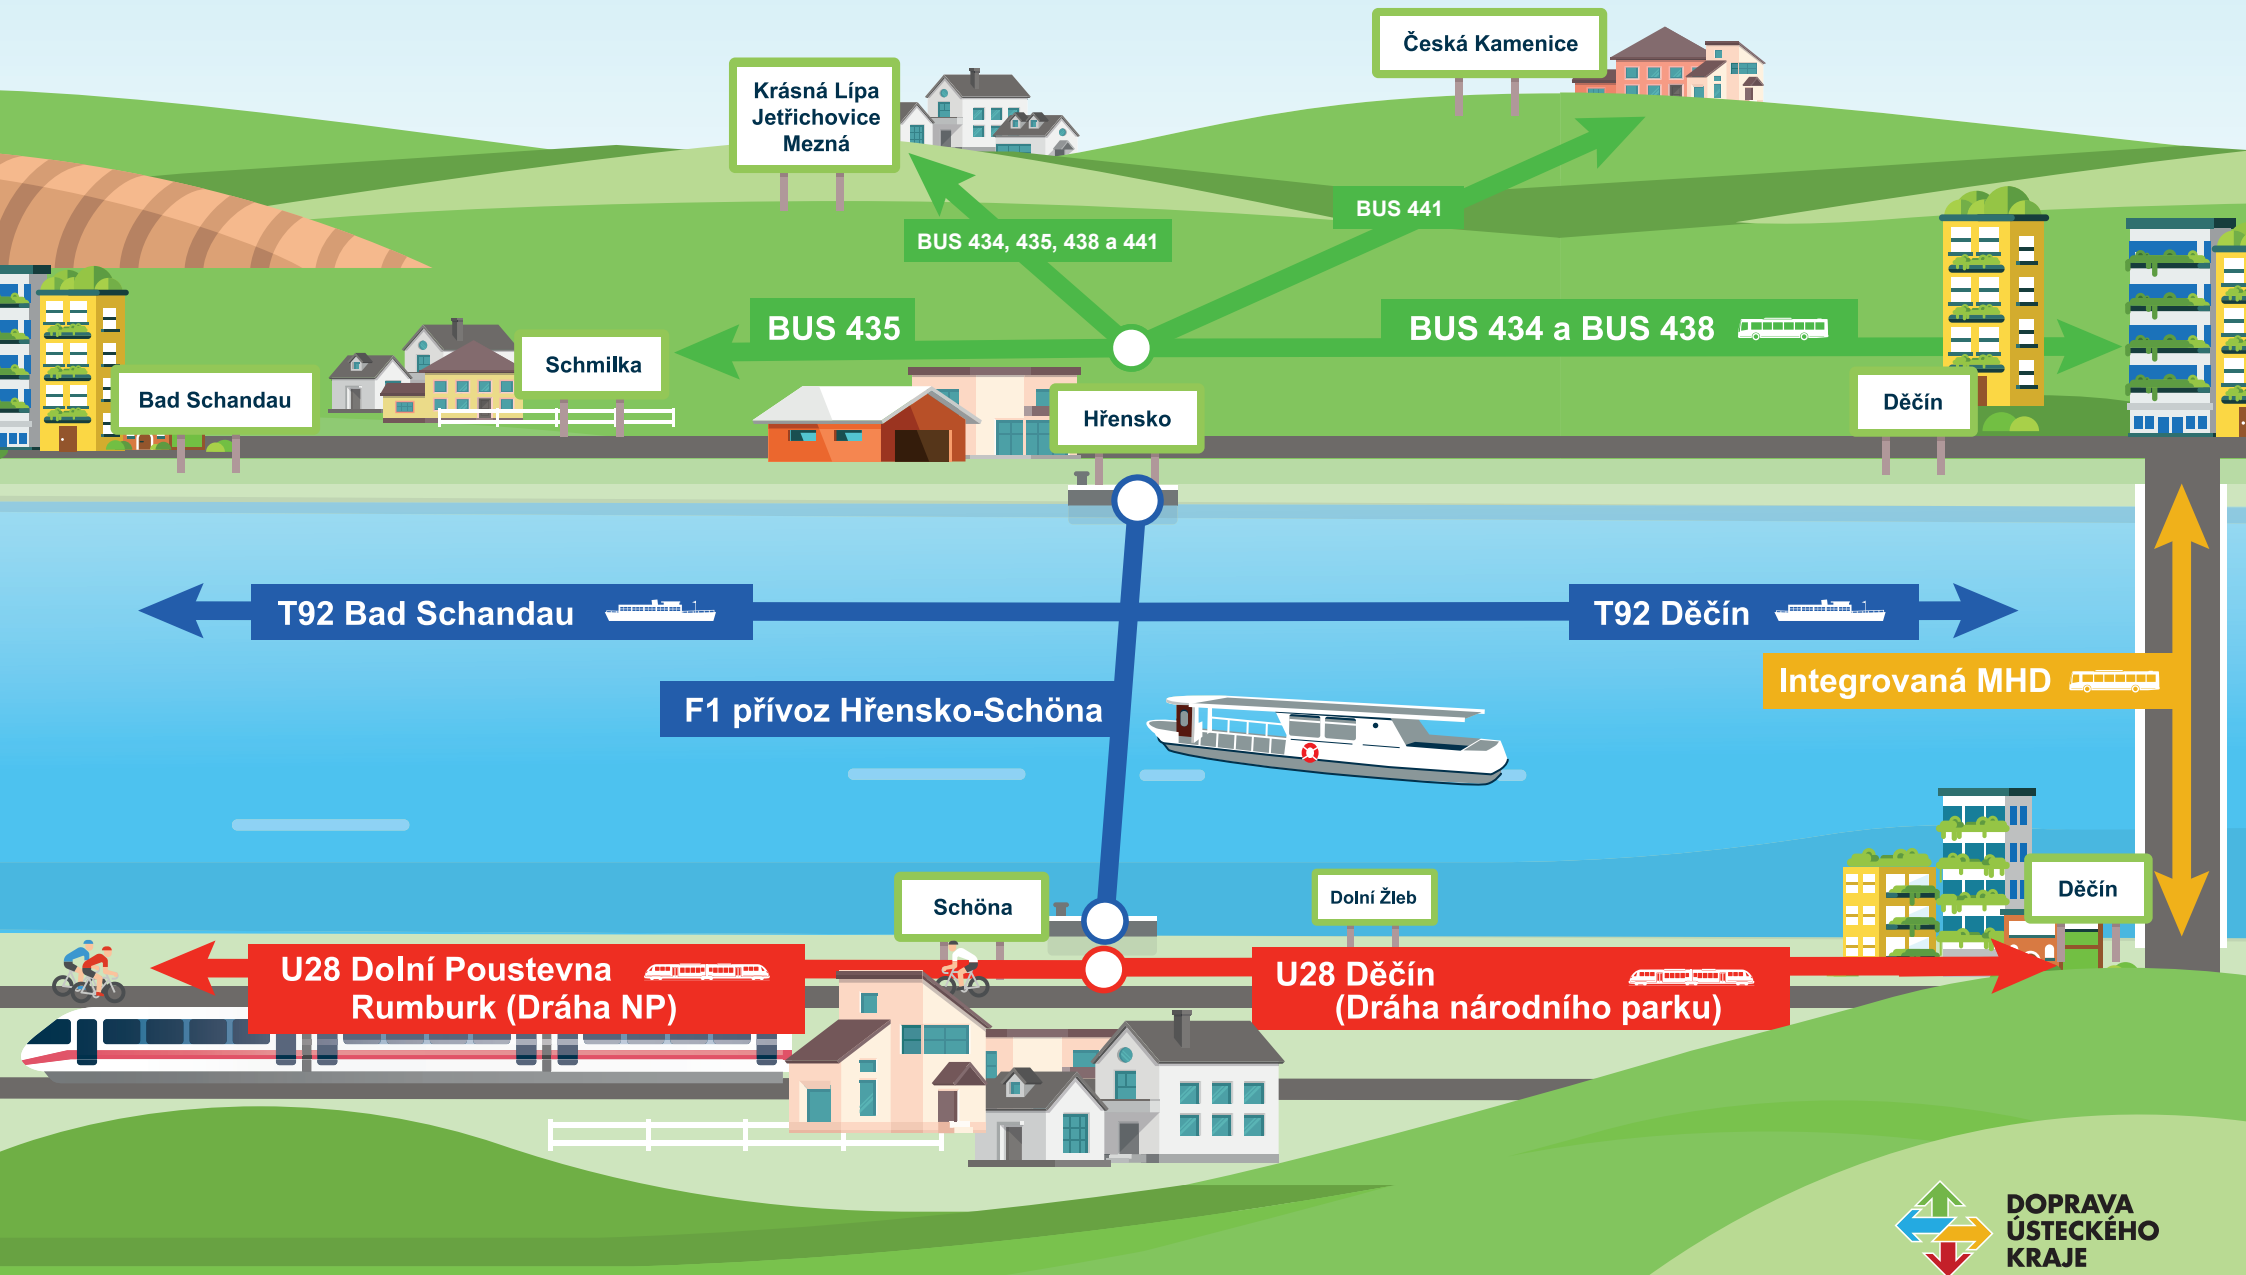 Česká Kamenice
Krásná Lípa
Jetřichovice
Mezná
BUS 441
BUS 434, 435, 438 a 441
BUS 435
BUS 434 a BUS 438
Schmilka
Bad Schandau
Hřensko
Děčín
T92 Bad Schandau
T92 Děčín
Integrovaná MHD
F1 přívoz Hřensko-Schöna
Schöna
Dolní Žleb
Děčín
U28 Dolní Poustevna
Rumburk (Dráha NP)
U28 Děčín
(Dráha národního parku)
DOPRAVA
ÚSTECKÉHO
KRAJE